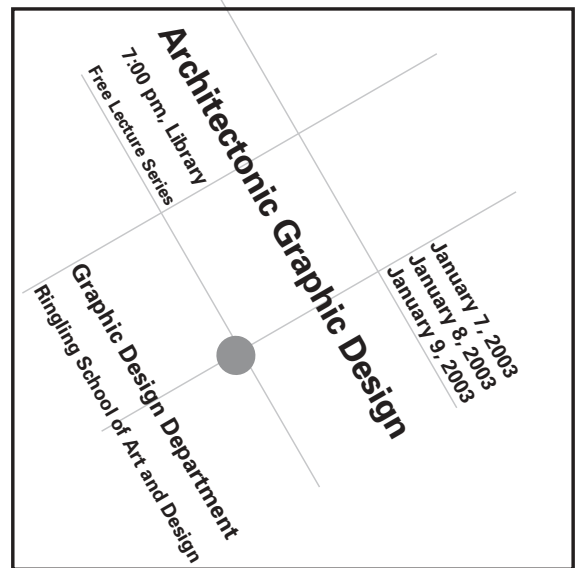 Architectonic Graphic Design
7:00 pm, Library
Free Lecture Series
January 7, 2003
January 8, 2003
January 9, 2003
Graphic Design Department
Ringling School of Art and Design